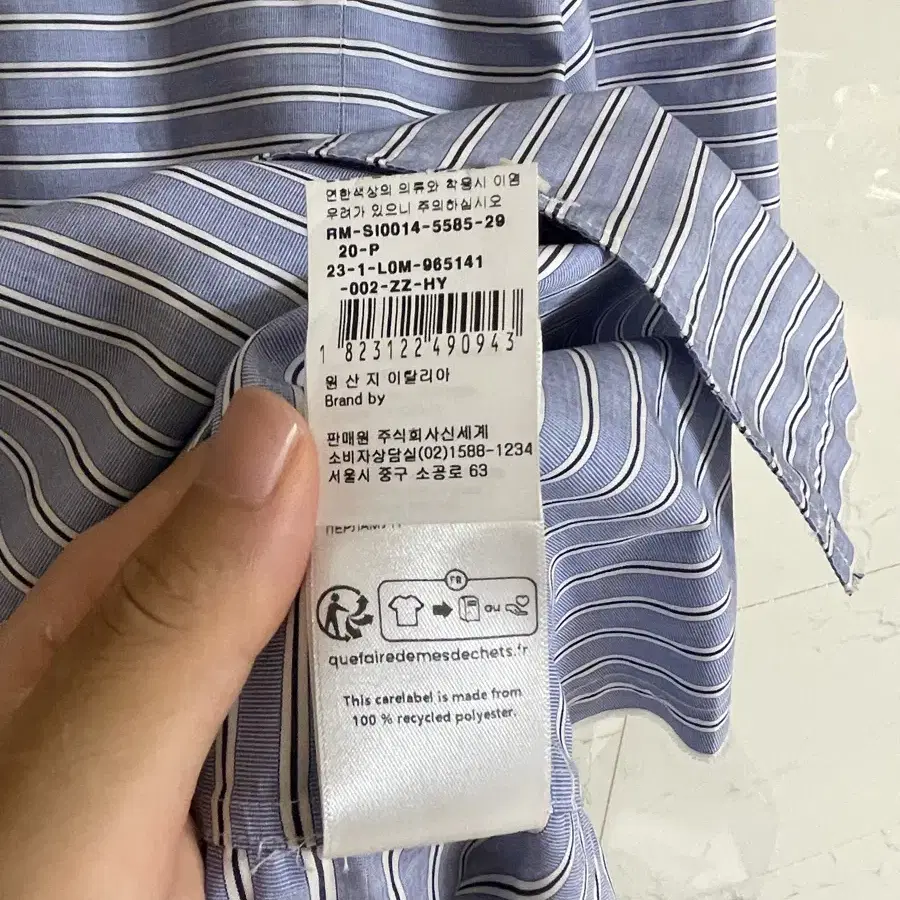 연한색상의 의류와 착용시 이염
우려가 있으니 주의하십시오
RM-SI0014-5585-29
20-P
23-1-L0M-965141
-002-ZZ-HY
1 823122 490943
원 산 지 이탈리아
Brand by
판매원 주식회사신세계
소비자상담실(02)1588-1234
서울시 중구 소공로 63
FR
ou
quefairedemesdechets.fr
This carelabel is made from
100 % recycled polyester.